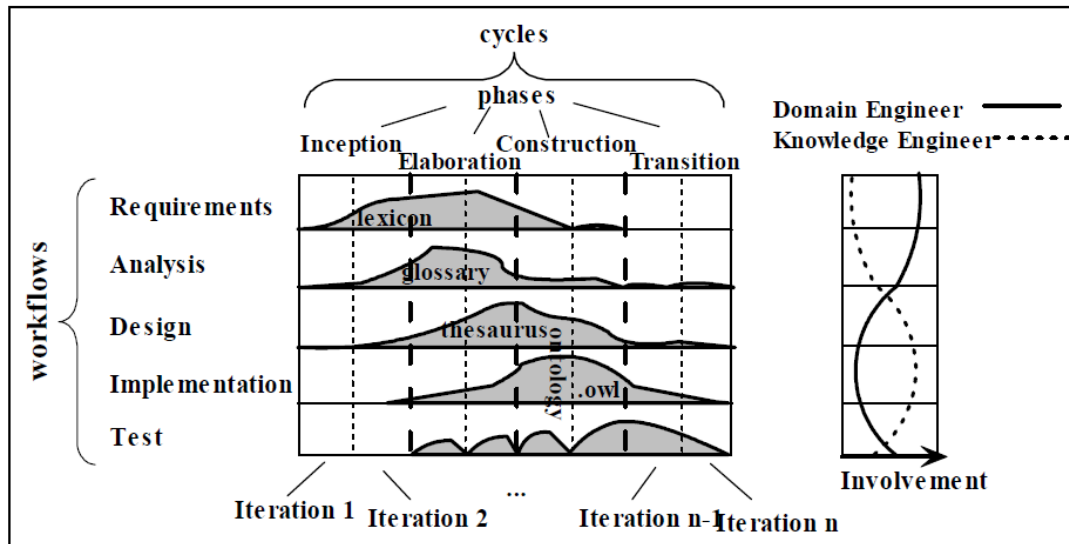 cycles
phases
Inception
Elaboration
Construction
Transition
Domain Engineer
Knowledge Engineer
workflows
Requirements
lexicon
Analysis
glossary
Design
thesaurus
ontology
Implementation
.owl
Test
Iteration 1
Iteration 2
...
Iteration n-1
Iteration n
Involvement